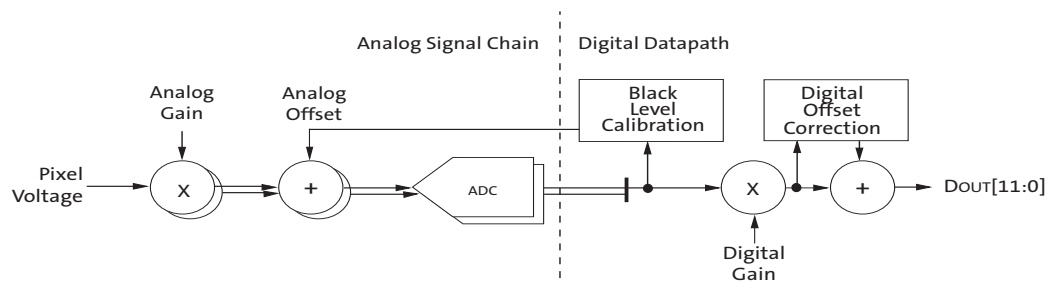 Analog Signal Chain
Digital Datapath
Analog
Gain
Analog
Offset
Black
Level
Calibration
Digital
Offset
Correction
Pixel
Voltage
x
+
ADC
x
+
DOUT[11:0]
Digital
Gain